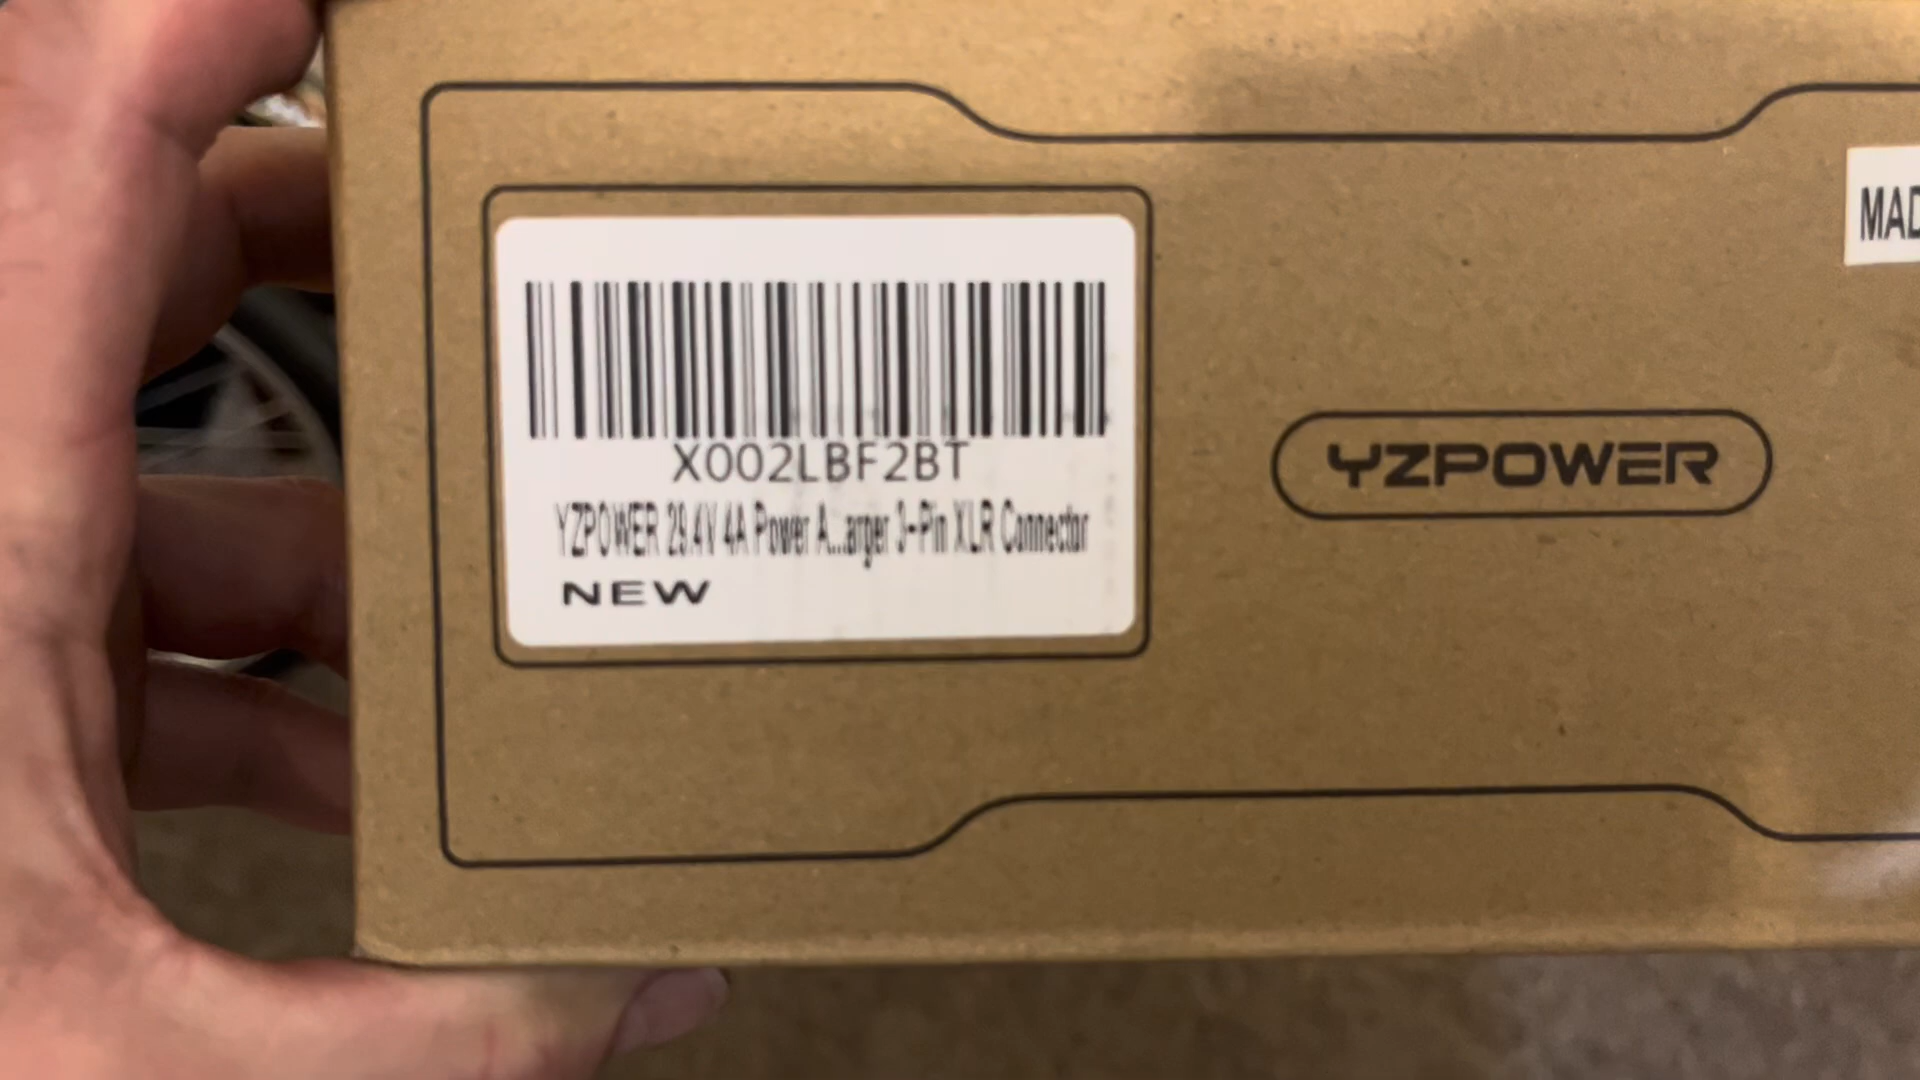 MAD
X002LBF2BT
YZPOWER 29.4V 4A Power A...arger 3-Pin XLR Connector
NEW
YZPOWER